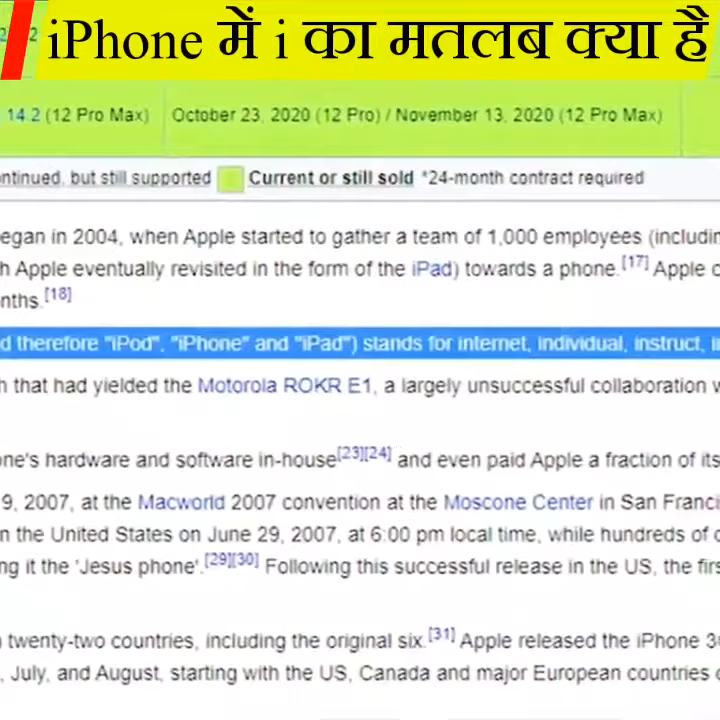 iPhone में i का मतलब क्या है
14.2 (12 Pro Max) October 23, 2020 (12 Pro) / November 13, 2020 (12 Pro Max)
ntinued, but still supported Current or still sold *24-month contract required
egan in 2004, when Apple started to gather a team of 1,000 employees (includin
h Apple eventually revisited in the form of the iPad) towards a phone.[17] Apple c
nths.[18]
d therefore "iPod", "iPhone" and "iPad") stands for internet, individual, instruct, i
h that had yielded the Motorola ROKR E1, a largely unsuccessful collaboration w
one's hardware and software in-house[23][24] and even paid Apple a fraction of its
9, 2007, at the Macworld 2007 convention at the Moscone Center in San Franci
n the United States on June 29, 2007, at 6:00 pm local time, while hundreds of c
ng it the 'Jesus phone'.[29][30] Following this successful release in the US, the firs
n twenty-two countries, including the original six.[31] Apple released the iPhone 3
, July, and August, starting with the US, Canada and major European countries o